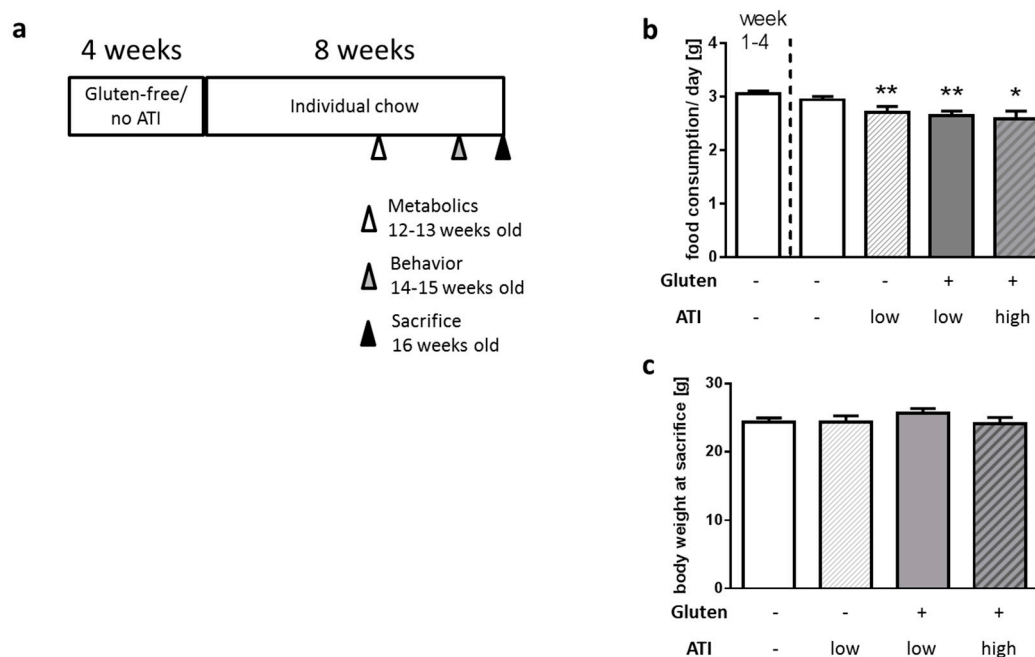 a
4 weeks
8 weeks
Gluten-free/
no ATI
Individual chow
Metabolics
12-13 weeks old
Behavior
14-15 weeks old
Sacrifice
16 weeks old
b
week
1-4
food consumption/ day [g]
4
3
2
1
0
** ** *
Gluten - - - + +
ATI - - low low high
c
body weight at sacrifice [g]
30
20
10
0
Gluten - - + +
ATI - low low high